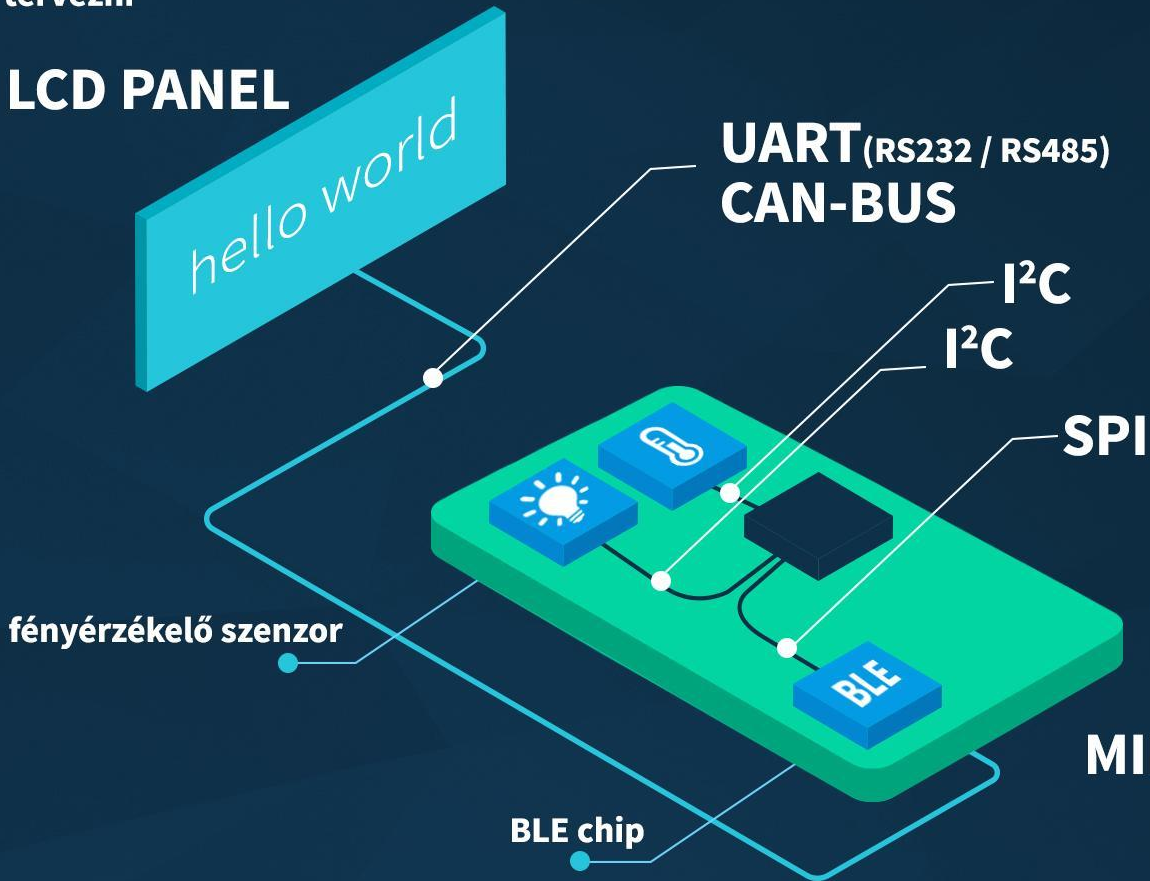 LCD PANEL
hello world
UART(RS232 / RS485)
CAN-BUS
I²C
I²C
SPI
fényérzékelő szenzor
BLE
MI
BLE chip